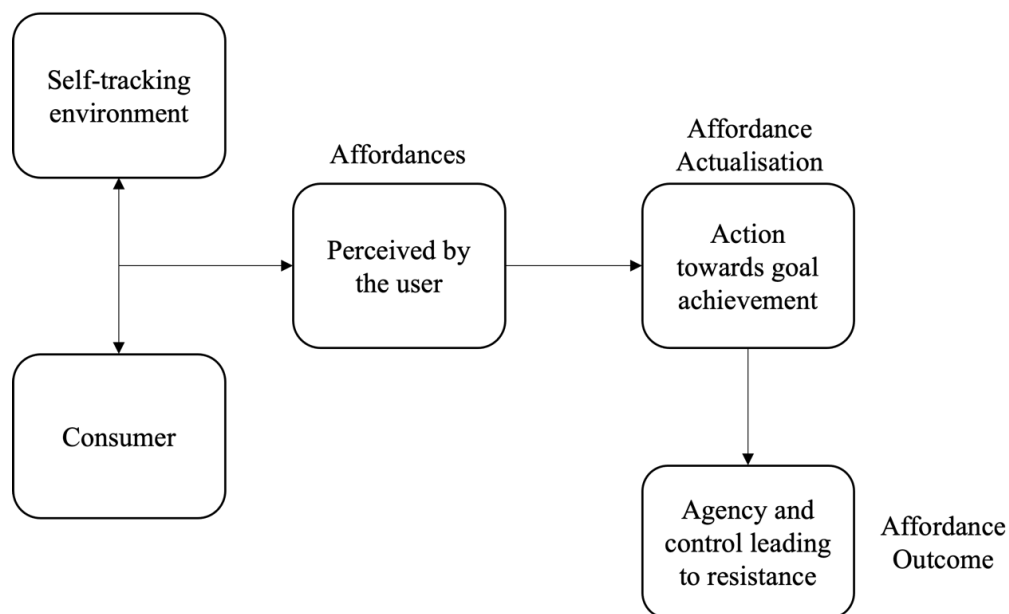 Self-tracking
environment
Affordances
Perceived by
the user
Affordance
Actualisation
Action
towards goal
achievement
Consumer
Agency and
control leading
to resistance
Affordance
Outcome